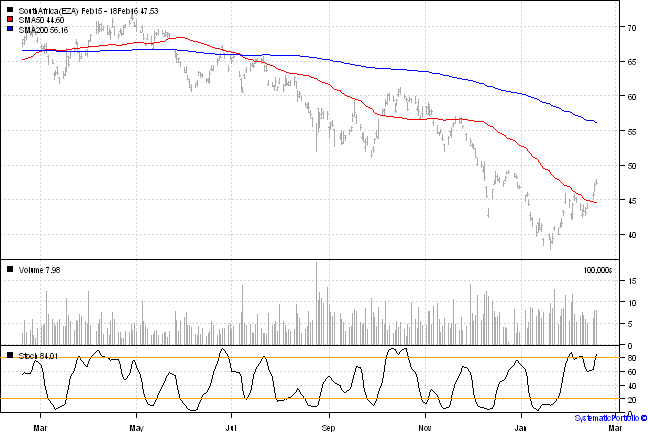 SouthAfrica(EZA) Feb15 - 18Feb16 47.53
SMA50 44.60
SMA200 56.16
70
65
60
55
50
45
40
Volume 7.98
100,000s
15
10
5
0
Stoch 84.01
80
60
40
20
0
Mar May Jul Sep Nov Jan Mar
SystematicPortfolio ©